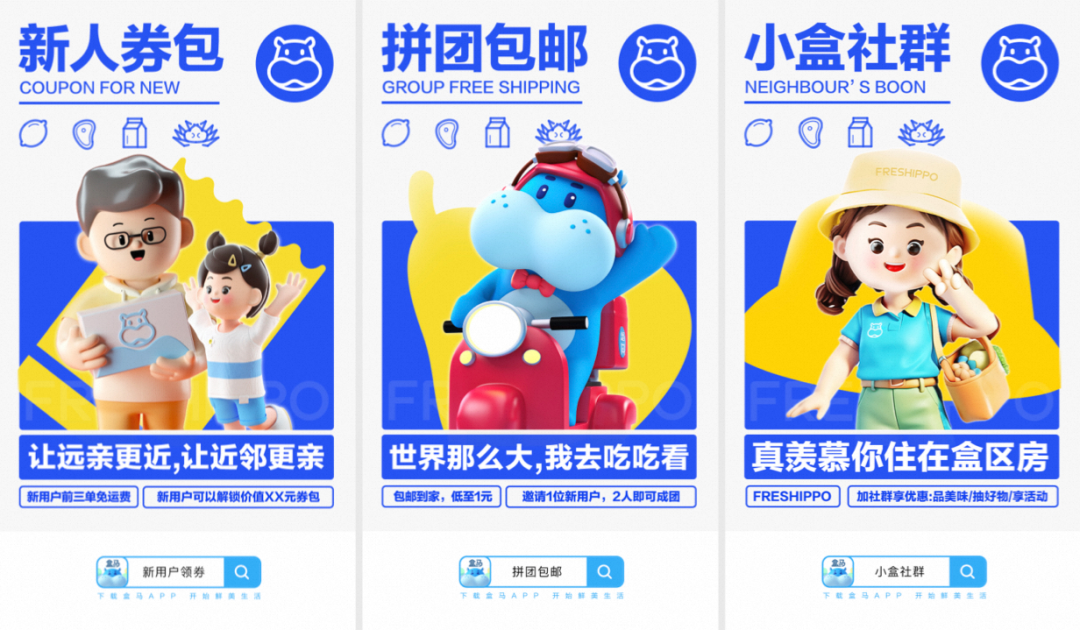 新人券包
COUPON FOR NEW
FRESHIPPO
让远亲更近,让近邻更亲
新用户前三单免运费
新用户可以解锁价值XX元券包
盒马
新用户领券
下载盒马APP 开始鲜美生活
拼团包邮
GROUP FREE SHIPPING
FRESHIPPO
世界那么大,我去吃吃看
包邮到家，低至1元
邀请1位新用户，2人即可成团
盒马
拼团包邮
下载盒马APP 开始鲜美生活
小盒社群
NEIGHBOUR'S BOON
FRESHIPPO
FRESHIPPO
真羡慕你住在盒区房
FRESHIPPO
加社群享优惠:品美味/抽好物/享活动
盒马
小盒社群
下载盒马APP 开始鲜美生活